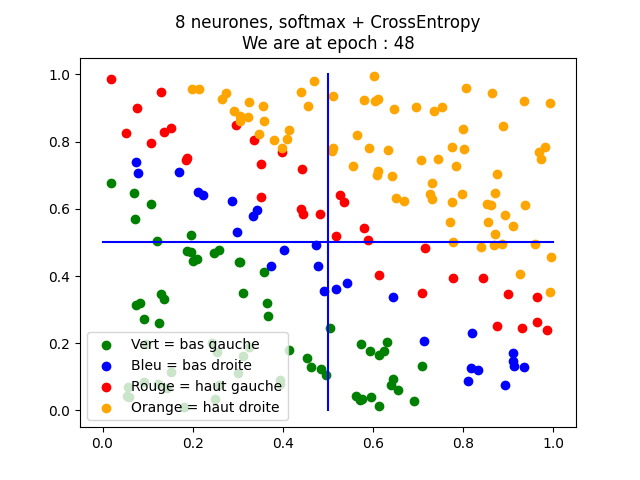 8 neurones, softmax + CrossEntropy
We are at epoch : 48
1.0
0.8
0.6
0.4
0.2
0.0
Vert = bas gauche
Bleu = bas droite
Rouge = haut gauche
Orange = haut droite
0.0 0.2 0.4 0.6 0.8 1.0